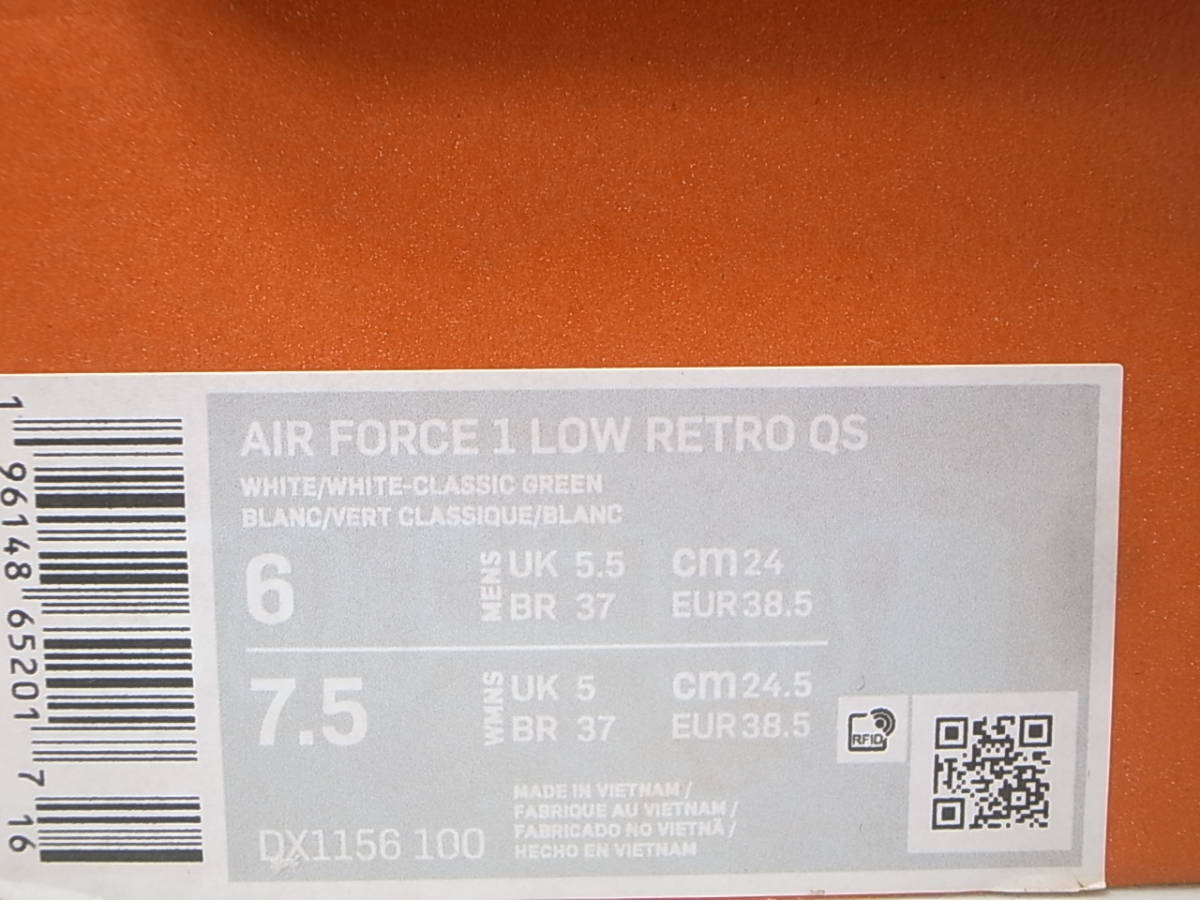 AIR FORCE 1 LOW RETRO QS
WHITE/WHITE-CLASSIC GREEN
BLANC/VERT CLASSIQUE/BLANC
6 MENS UK 5.5 cm 24
BR 37 EUR 38.5
7.5 WMNS UK 5 cm 24.5
BR 37 EUR 38.5
RFID
MADE IN VIETNAM /
FABRIQUE AU VIETNAM /
FABRICADO NO VIETNÃ /
HECHO EN VIETNAM
DX1156 100
1 96148 65201 7 16